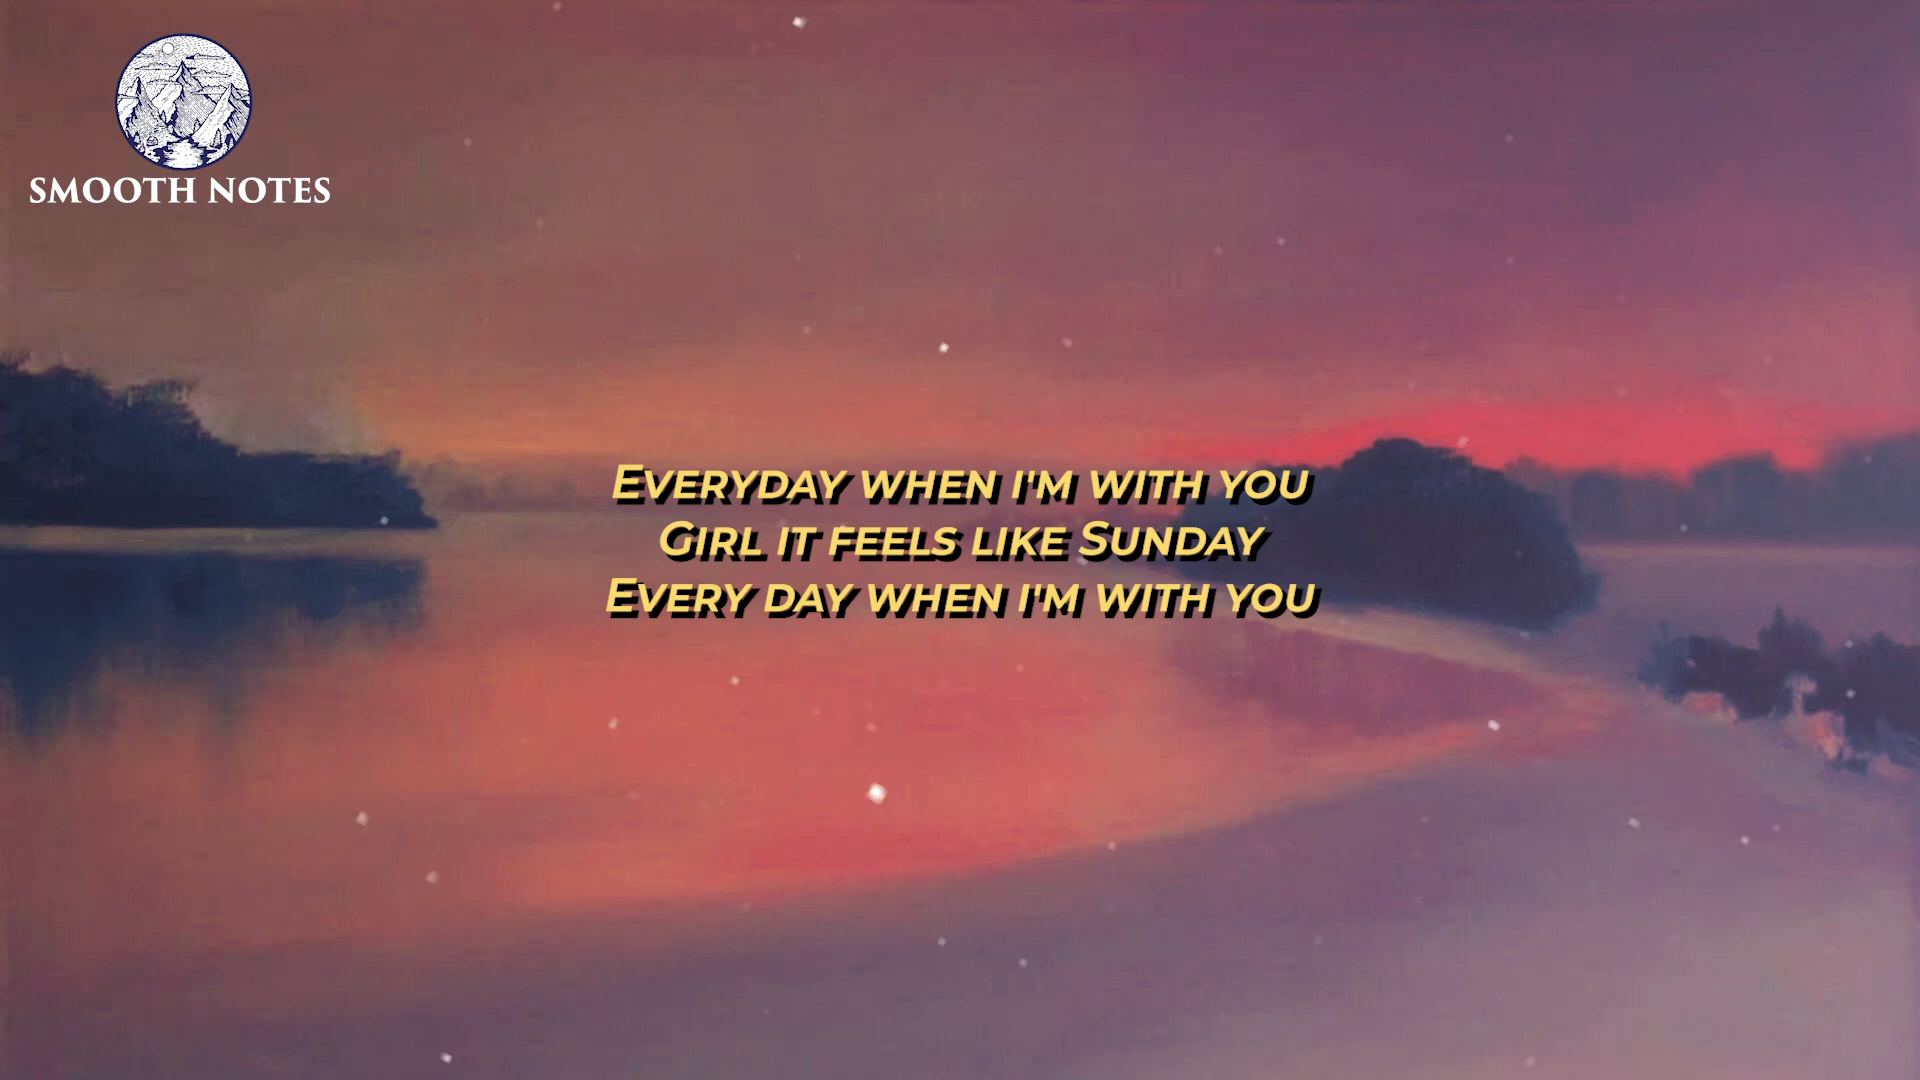 SMOOTH NOTES
Everyday when i'm with you
Girl it feels like Sunday
Every day when i'm with you